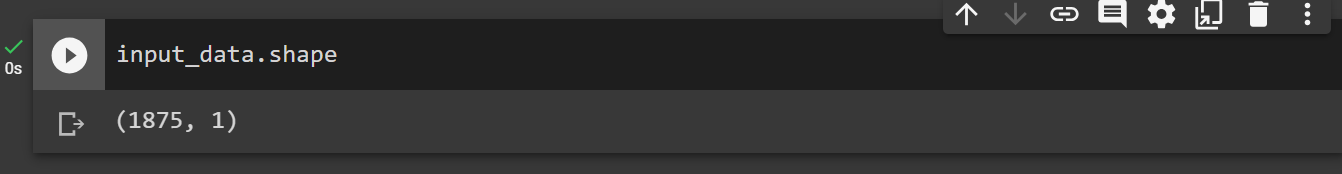 input_data.shape
0s
(1875, 1)